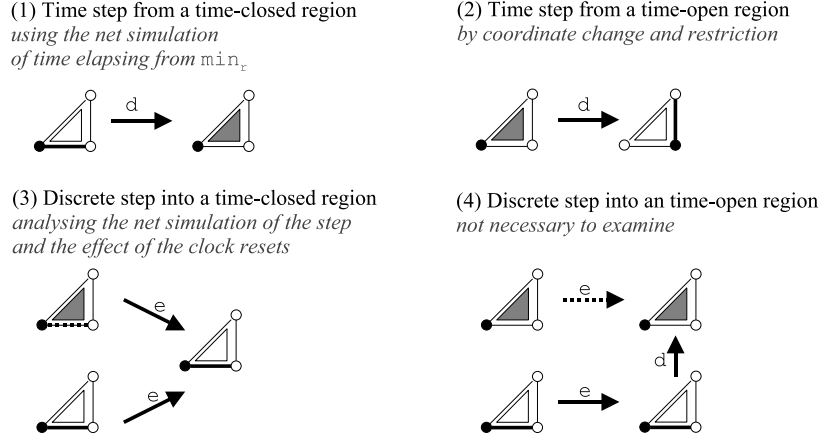 (1) Time step from a time-closed region
using the net simulation
of time elapsing from min_r
d
(2) Time step from a time-open region
by coordinate change and restriction
d
(3) Discrete step into a time-closed region
analysing the net simulation of the step
and the effect of the clock resets
e
e
(4) Discrete step into an time-open region
not necessary to examine
e
d
e